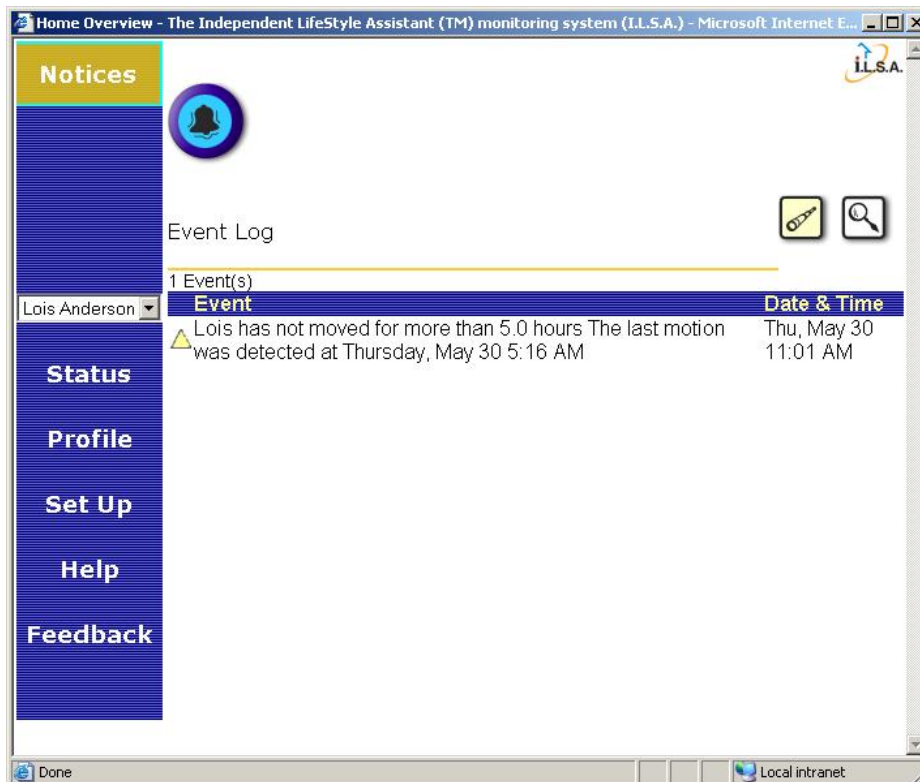 Home Overview - The Independent LifeStyle Assistant (TM) monitoring system (I.L.S.A.) - Microsoft Internet E...
Notices
i.L.S.A.
Event Log
1 Event(s)
Lois Anderson
Event Date & Time
Lois has not moved for more than 5.0 hours The last motion Thu, May 30
was detected at Thursday, May 30 5:16 AM 11:01 AM
Status
Profile
Set Up
Help
Feedback
Done Local intranet